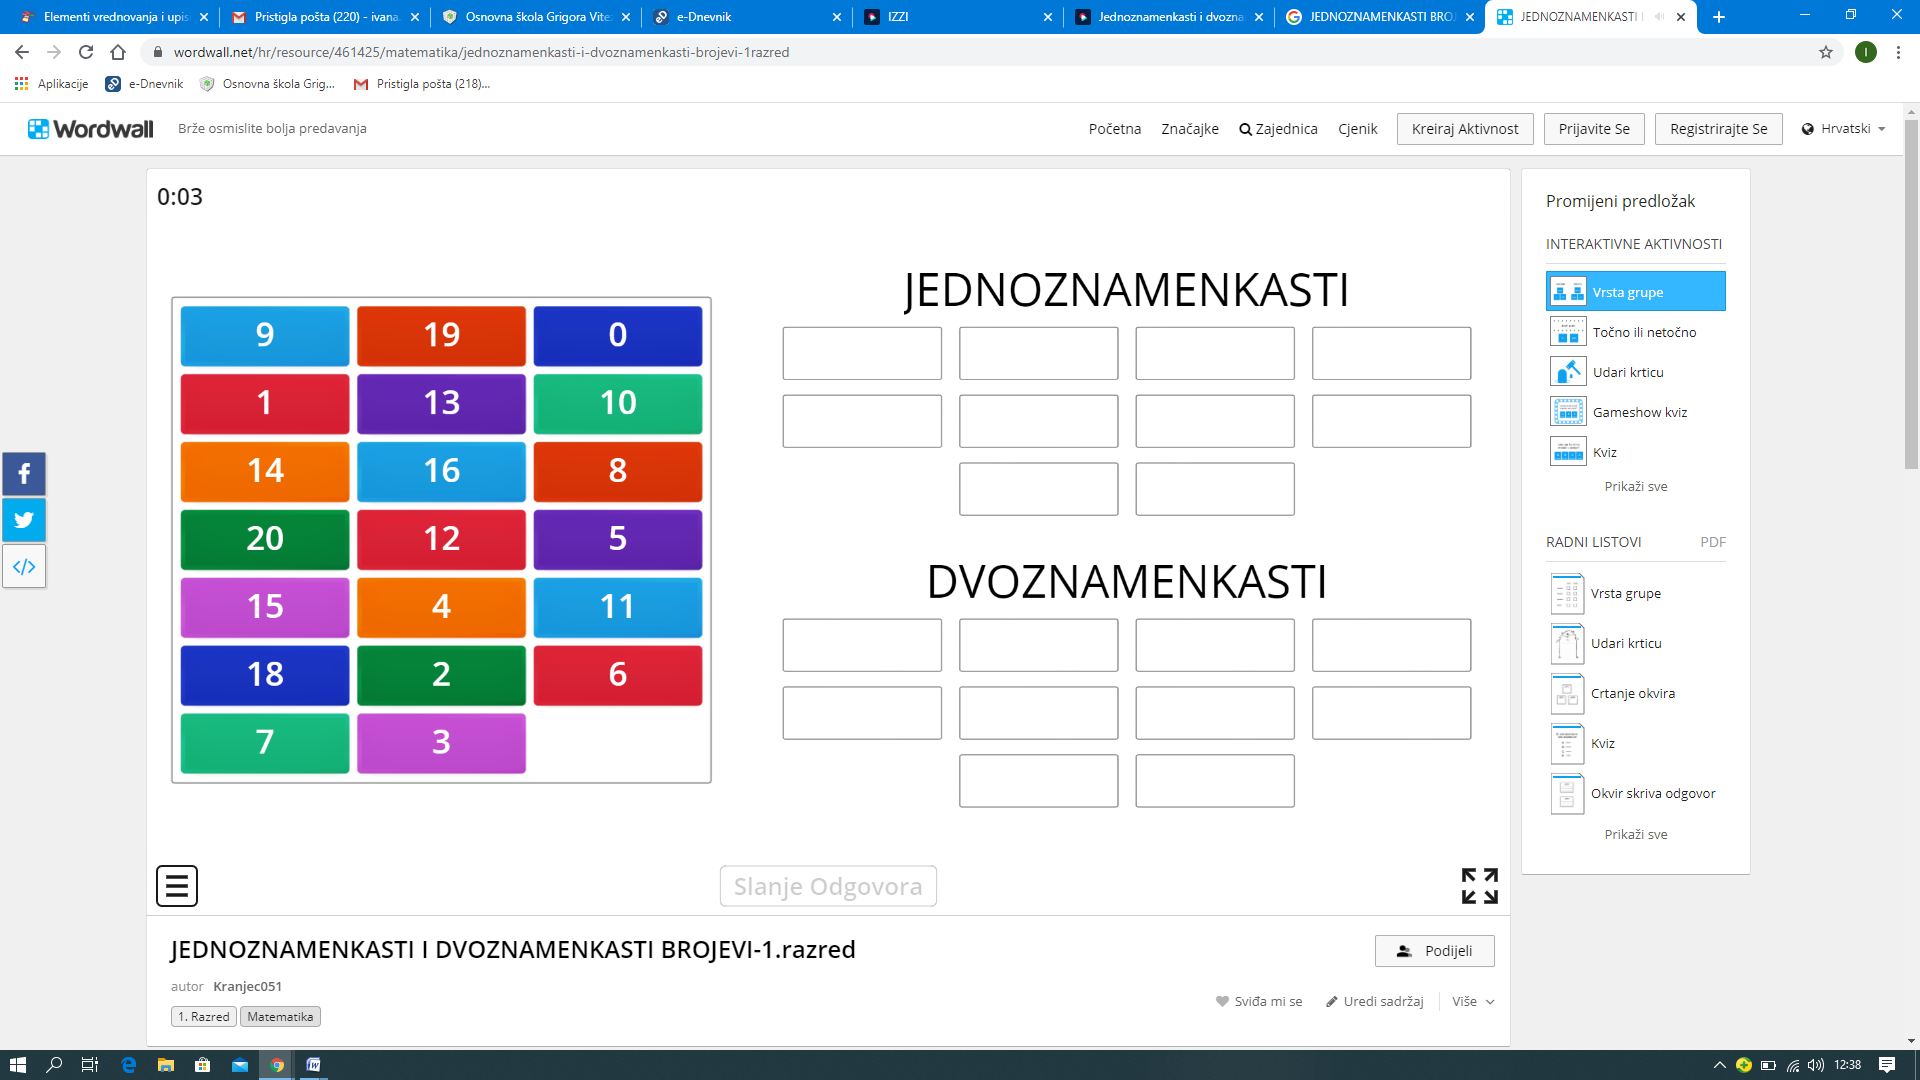 Elementi vrednovanja i upis
Pristigla pošta (220) - ivana.
Osnovna škola Grigora Vitez
e-Dnevnik
IZZI
Jednoznamenkasti i dvozna
JEDNOZNAMENKASTI BROJ
JEDNOZNAMENKASTI I
wordwall.net/hr/resource/461425/matematika/jednoznamenkasti-i-dvoznamenkasti-brojevi-1razred
I
Aplikacije
e-Dnevnik
Osnovna škola Grig...
Pristigla pošta (218)...
Wordwall
Brže osmislite bolja predavanja
Početna
Značajke
Zajednica
Cjenik
Kreiraj Aktivnost
Prijavite Se
Registrirajte Se
Hrvatski
0:03
9 19 0
1 13 10
14 16 8
20 12 5
15 4 11
18 2 6
7 3
JEDNOZNAMENKASTI
DVOZNAMENKASTI
Slanje Odgovora
Promijeni predložak
INTERAKTIVNE AKTIVNOSTI
Vrsta grupe
Točno ili netočno
Udari krticu
Gameshow kviz
Kviz
Prikaži sve
RADNI LISTOVI PDF
Vrsta grupe
Udari krticu
Crtanje okvira
Kviz
Okvir skriva odgovor
Prikaži sve
JEDNOZNAMENKASTI I DVOZNAMENKASTI BROJEVI-1.razred
Podijeli
autor Kranjec051
1. Razred Matematika
Sviđa mi se
Uredi sadržaj
Više
12:38